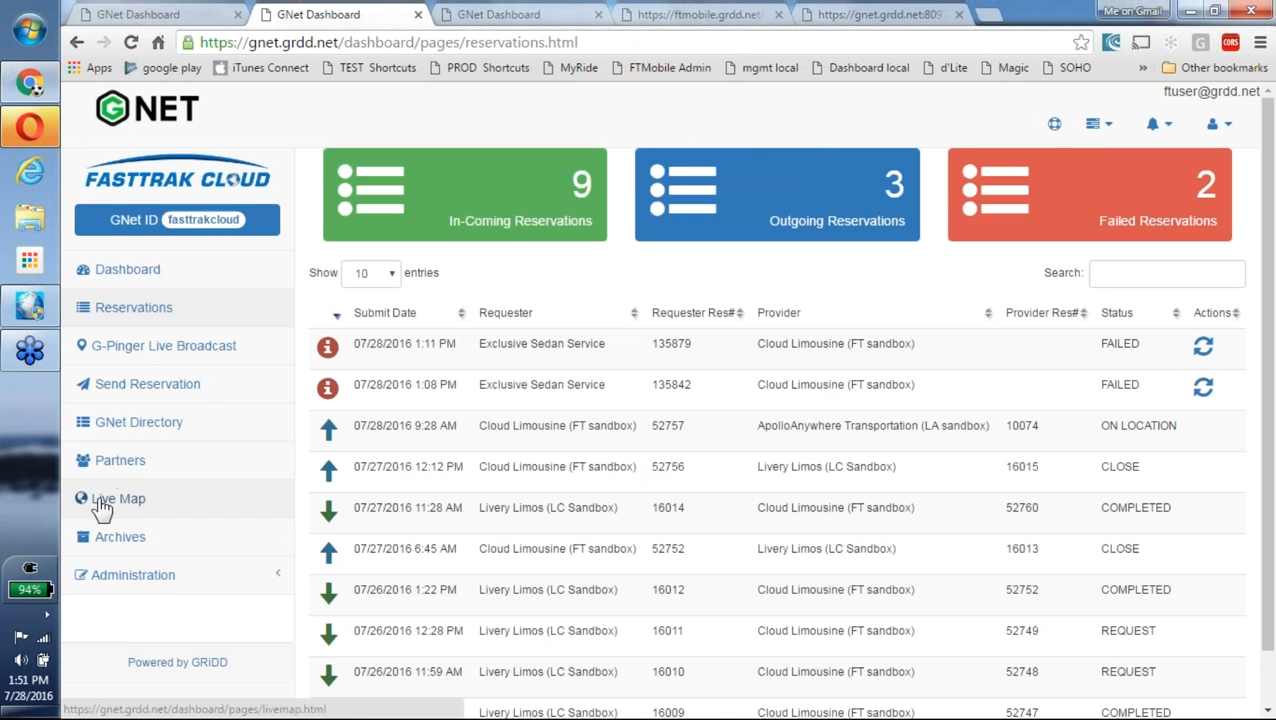 GNet Dashboard
GNet Dashboard
GNet Dashboard
https://ftmobile.grdd.net/
https://gnet.grdd.net:809
Me on Gmail
https://gnet.grdd.net/dashboard/pages/reservations.html
CORS
Apps google play iTunes Connect TEST Shortcuts PROD Shortcuts MyRide FTMobile Admin mgmt local Dashboard local d'Lite Magic SOHO » Other bookmarks
ftuser@grdd.net
G NET
FASTTRAK CLOUD
GNet ID fasttrakcloud
Dashboard
Reservations
G-Pinger Live Broadcast
Send Reservation
GNet Directory
Partners
Live Map
Archives
Administration
Powered by GRiDD
9
In-Coming Reservations
3
Outgoing Reservations
2
Failed Reservations
Show 10 entries
Search:
Submit Date Requester Requester Res# Provider Provider Res# Status Actions
07/28/2016 1:11 PM Exclusive Sedan Service 135879 Cloud Limousine (FT sandbox) FAILED
07/28/2016 1:08 PM Exclusive Sedan Service 135842 Cloud Limousine (FT sandbox) FAILED
07/28/2016 9:28 AM Cloud Limousine (FT sandbox) 52757 ApolloAnywhere Transportation (LA sandbox) 10074 ON LOCATION
07/27/2016 12:12 PM Cloud Limousine (FT sandbox) 52756 Livery Limos (LC Sandbox) 16015 CLOSE
07/27/2016 11:28 AM Livery Limos (LC Sandbox) 16014 Cloud Limousine (FT sandbox) 52760 COMPLETED
07/27/2016 6:45 AM Cloud Limousine (FT sandbox) 52752 Livery Limos (LC Sandbox) 16013 CLOSE
07/26/2016 1:22 PM Livery Limos (LC Sandbox) 16012 Cloud Limousine (FT sandbox) 52752 COMPLETED
07/26/2016 12:28 PM Livery Limos (LC Sandbox) 16011 Cloud Limousine (FT sandbox) 52749 REQUEST
07/26/2016 11:59 AM Livery Limos (LC Sandbox) 16010 Cloud Limousine (FT sandbox) 52748 REQUEST
Livery Limos (LC Sandbox) 16009 Cloud Limousine (FT sandbox) 52747 COMPLETED
94%
1:51 PM
7/28/2016
https://gnet.grdd.net/dashboard/pages/livemap.html